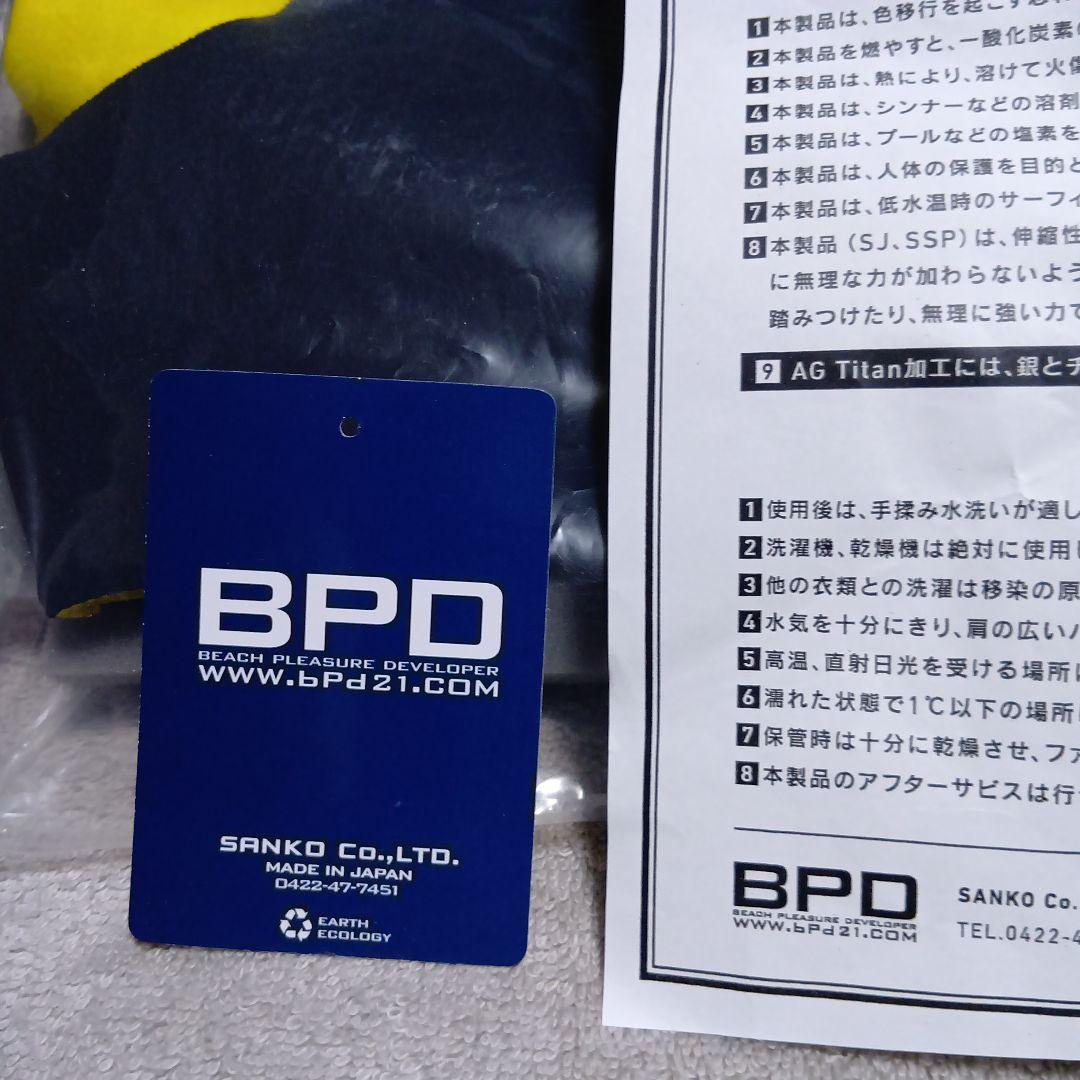 BPD
BEACH PLEASURE DEVELOPER
WWW.bPd21.COM
SANKO Co.,LTD.
MADE IN JAPAN
0422-47-7451
EARTH
ECOLOGY
1 本製品は、色移行を起こす恐れ
2 本製品を燃やすと、一酸化炭素
3 本製品は、熱により、溶けて火傷
4 本製品は、シンナーなどの溶剤
5 本製品は、プールなどの塩素を
6 本製品は、人体の保護を目的と
7 本製品は、低水温時のサーフィ
8 本製品（SJ、SSP）は、伸縮性
に無理な力が加わらないよう
踏みつけたり、無理に強い力で
9 AG Titan加工には、銀とチ
1 使用後は、手揉み水洗いが適し
2 洗濯機、乾燥機は絶対に使用し
3 他の衣類との洗濯は移染の原
4 水気を十分にきり、肩の広いハ
5 高温、直射日光を受ける場所に
6 濡れた状態で1℃以下の場所に
7 保管時は十分に乾燥させ、ファ
8 本製品のアフターサービスは行
BPD
BEACH PLEASURE DEVELOPER
WWW.bPd21.COM
SANKO Co.
TEL.0422-4